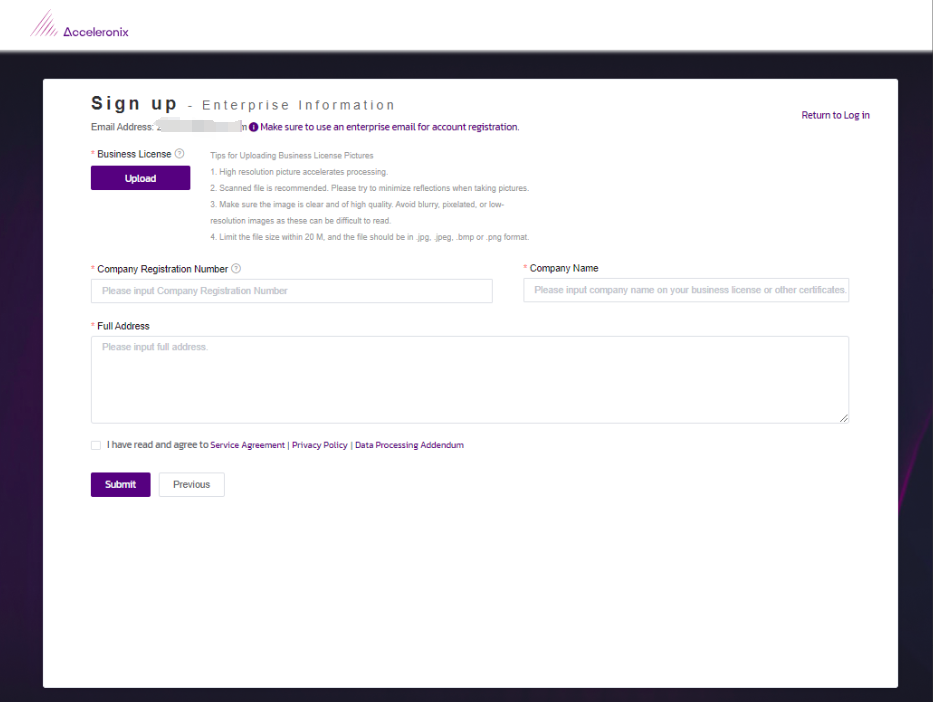 Acceleronix
Sign up - Enterprise Information
Return to Log in
Email Address: Make sure to use an enterprise email for account registration.
* Business License
Upload
Tips for Uploading Business License Pictures
1. High resolution picture accelerates processing.
2. Scanned file is recommended. Please try to minimize reflections when taking pictures.
3. Make sure the image is clear and of high quality. Avoid blurry, pixelated, or low-
resolution images as these can be difficult to read.
4. Limit the file size within 20 M, and the file should be in .jpg, .jpeg, .bmp or .png format.
* Company Registration Number
Please input Company Registration Number
* Company Name
Please input company name on your business license or other certificates.
* Full Address
Please input full address.
I have read and agree to Service Agreement | Privacy Policy | Data Processing Addendum
Submit
Previous